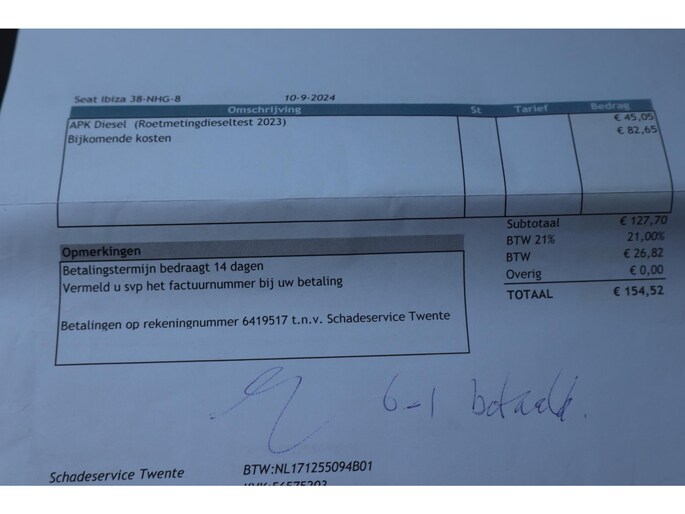 Seat Ibiza 38-NHG-8 10-9-2024
Omschrijving St Tarief Bedrag
APK Diesel (Roetmetingdieseltest 2023) € 45,05
Bijkomende kosten € 82,65
Subtotaal € 127,70
BTW 21% 21,00%
BTW € 26,82
Overig € 0,00
TOTAAL € 154,52
Opmerkingen
Betalingstermijn bedraagt 14 dagen
Vermeld u svp het factuurnummer bij uw betaling
Betalingen op rekeningnummer 6419517 t.n.v. Schadeservice Twente
6-1 betaald.
Schadeservice Twente BTW:NL171255094B01